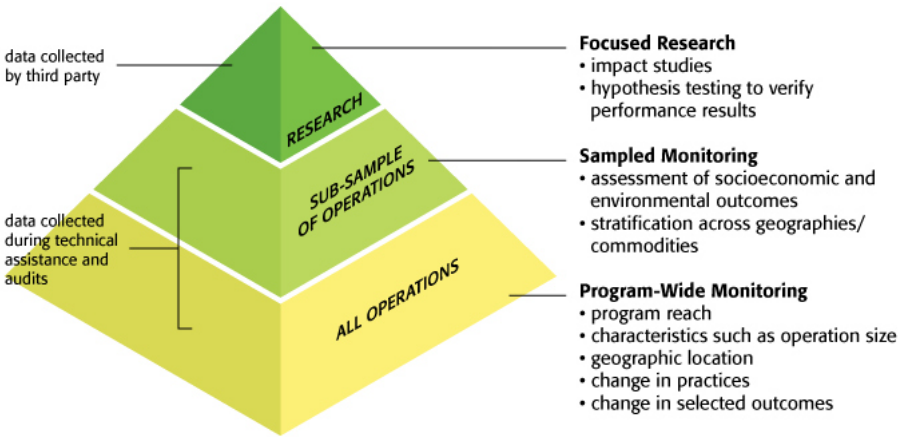 data collected
by third party
data collected
during technical
assistance and
audits
RESEARCH
SUB-SAMPLE
OF OPERATIONS
ALL OPERATIONS
Focused Research
• impact studies
• hypothesis testing to verify
performance results
Sampled Monitoring
• assessment of socioeconomic and
environmental outcomes
• stratification across geographies/
commodities
Program-Wide Monitoring
• program reach
• characteristics such as operation size
• geographic location
• change in practices
• change in selected outcomes